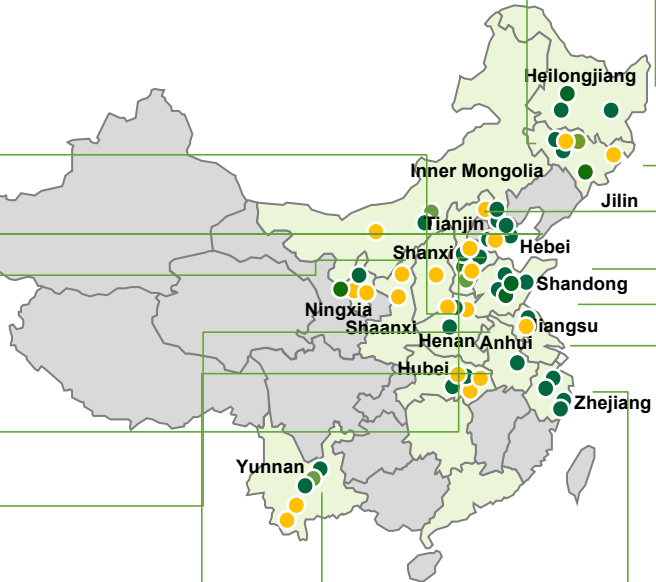 Heilongjiang
Inner Mongolia
Jilin
Tianjin
Hebei
Shanxi
Shandong
Ningxia
Shaanxi
Jiangsu
Henan
Anhui
Hubei
Zhejiang
Yunnan